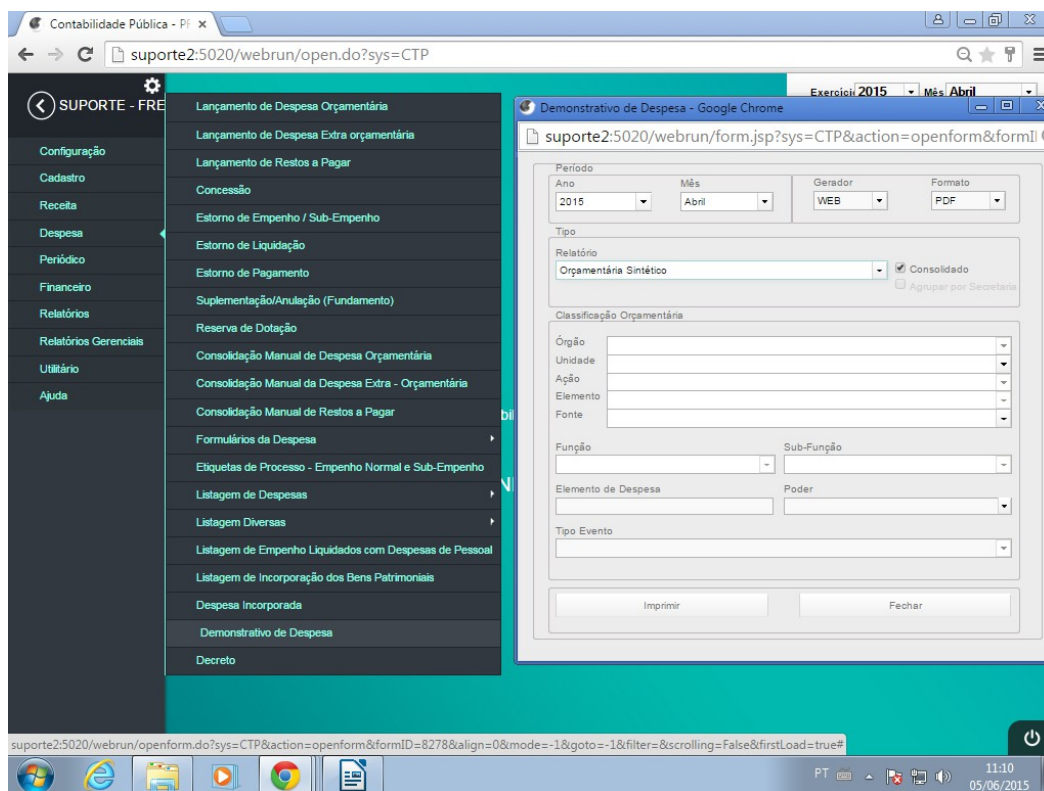 Contabilidade Pública - PF
suporte2:5020/webrun/open.do?sys=CTP
SUPORTE - FRE
Configuração
Cadastro
Receita
Despesa
Periódico
Financeiro
Relatórios
Relatórios Gerenciais
Utilitário
Ajuda
Lançamento de Despesa Orçamentária
Lançamento de Despesa Extra orçamentária
Lançamento de Restos a Pagar
Concessão
Estorno de Empenho / Sub-Empenho
Estorno de Liquidação
Estorno de Pagamento
Suplementação/Anulação (Fundamento)
Reserva de Dotação
Consolidação Manual de Despesa Orçamentária
Consolidação Manual da Despesa Extra - Orçamentária
Consolidação Manual de Restos a Pagar
Formulários da Despesa
Etiquetas de Processo - Empenho Normal e Sub-Empenho
Listagem de Despesas
Listagem Diversas
Listagem de Empenho Liquidados com Despesas de Pessoal
Listagem de Incorporação dos Bens Patrimoniais
Despesa Incorporada
Demonstrativo de Despesa
Decreto
Exercício 2015 Mês Abril
Demonstrativo de Despesa - Google Chrome
suporte2:5020/webrun/form.jsp?sys=CTP&action=openform&formI
Período
Ano Mês Gerador Formato
2015 Abril WEB PDF
Tipo
Relatório
Orçamentária Sintético Consolidado
Agrupar por Secretaria
Classificação Orçamentária
Órgão
Unidade
Ação
Elemento
Fonte
Função Sub-Função
Elemento de Despesa Poder
Tipo Evento
Imprimir Fechar
suporte2:5020/webrun/openform.do?sys=CTP&action=openform&formID=8278&align=0&mode=-1&goto=-1&filter=&scrolling=False&firstLoad=true#
PT 11:10
05/06/2015